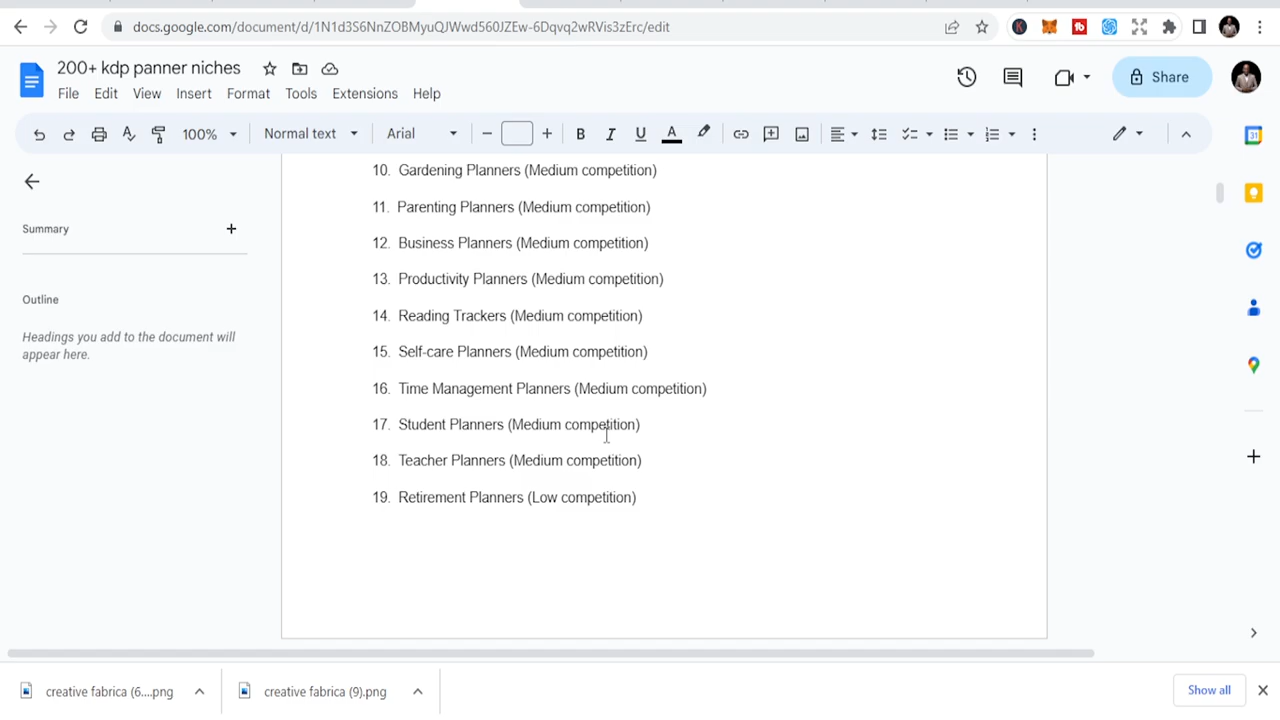 docs.google.com/document/d/1N1d3S6NnZOBMyuQJWwd560JZEw-6Dqvq2wRVis3zErc/edit
200+ kdp panner niches
File Edit View Insert Format Tools Extensions Help
Share
100% Normal text Arial
10. Gardening Planners (Medium competition)
11. Parenting Planners (Medium competition)
12. Business Planners (Medium competition)
13. Productivity Planners (Medium competition)
14. Reading Trackers (Medium competition)
15. Self-care Planners (Medium competition)
16. Time Management Planners (Medium competition)
17. Student Planners (Medium competition)
18. Teacher Planners (Medium competition)
19. Retirement Planners (Low competition)
Summary
Outline
Headings you add to the document will
appear here.
creative fabrica (6....png
creative fabrica (9).png
Show all